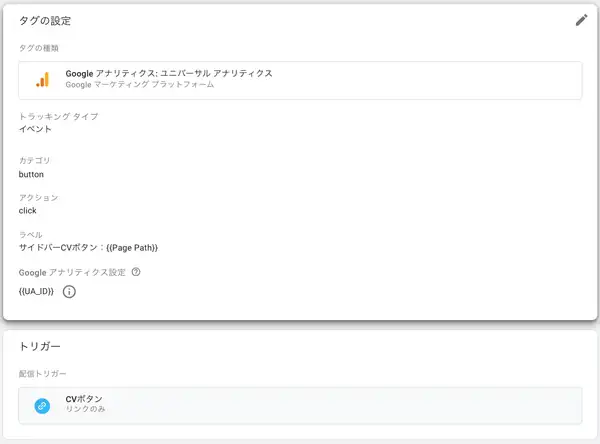 タグの設定
タグの種類
Google アナリティクス: ユニバーサル アナリティクス
Google マーケティング プラットフォーム
トラッキング タイプ
イベント
カテゴリ
button
アクション
click
ラベル
サイドバーCVボタン：{{Page Path}}
Google アナリティクス設定
{{UA_ID}}
トリガー
配信トリガー
CVボタン
リンクのみ